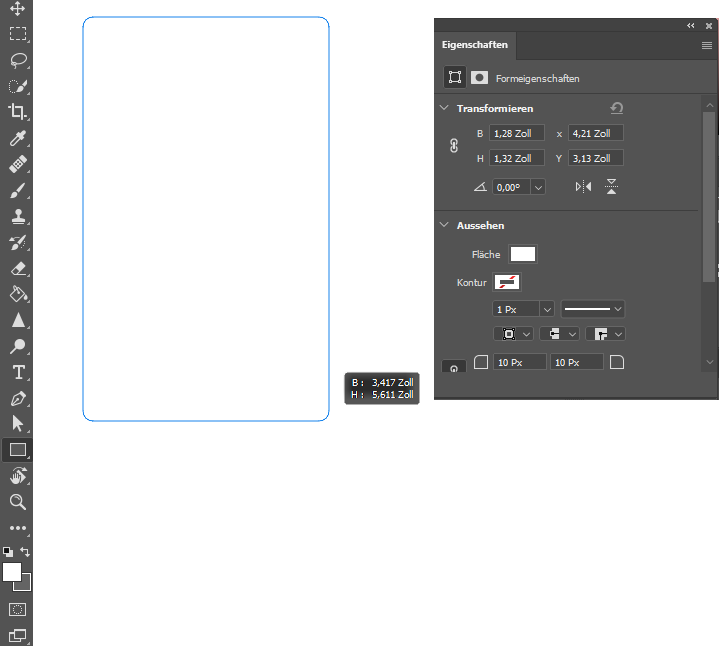 Eigenschaften
Formeigenschaften
Transformieren
B 1,28 Zoll x 4,21 Zoll
H 1,32 Zoll Y 3,13 Zoll
0,00°
Aussehen
Fläche
Kontur
1 Px
10 Px 10 Px
B : 3,417 Zoll
H : 5,611 Zoll